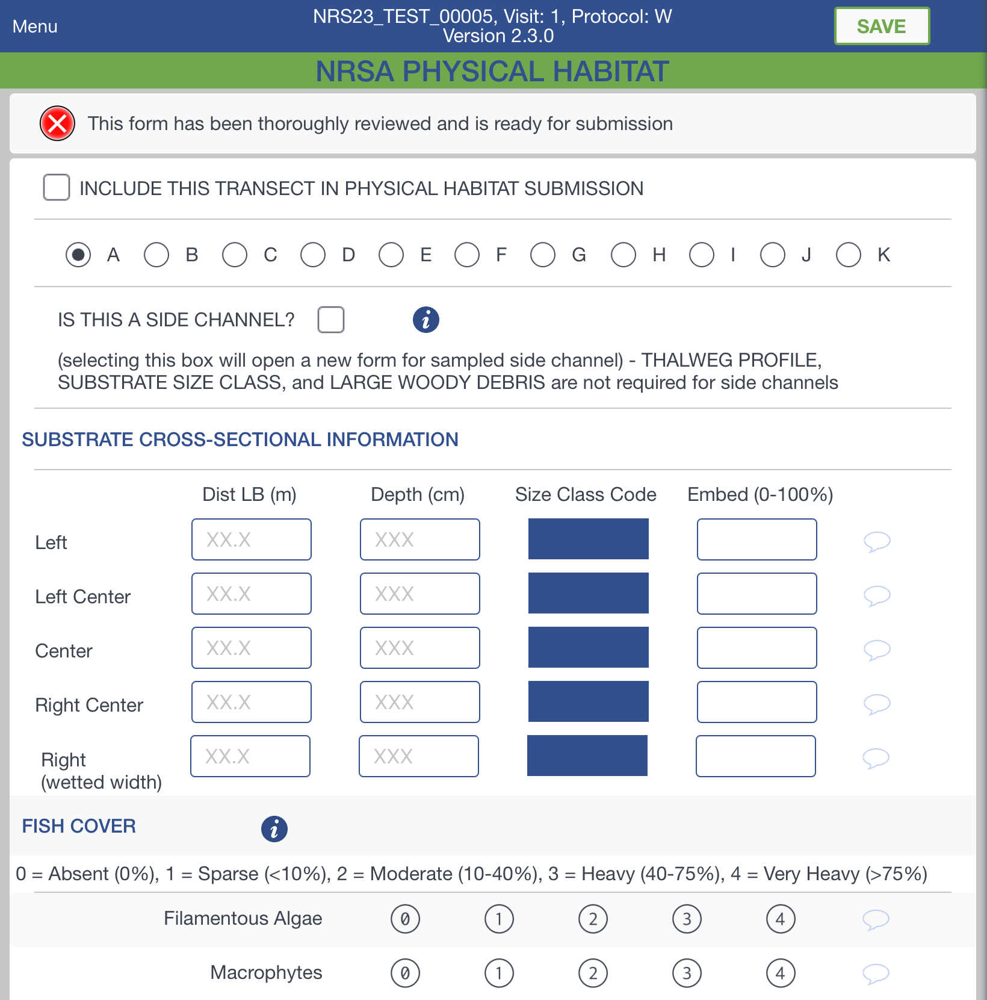 Menu
NRS23_TEST_00005, Visit: 1, Protocol: W
Version 2.3.0
SAVE
NRSA PHYSICAL HABITAT
This form has been thoroughly reviewed and is ready for submission
INCLUDE THIS TRANSECT IN PHYSICAL HABITAT SUBMISSION
A B C D E F G H I J K
IS THIS A SIDE CHANNEL? i
(selecting this box will open a new form for sampled side channel) - THALWEG PROFILE,
SUBSTRATE SIZE CLASS, and LARGE WOODY DEBRIS are not required for side channels
SUBSTRATE CROSS-SECTIONAL INFORMATION
Dist LB (m) Depth (cm) Size Class Code Embed (0-100%)
Left XX.X XXX
Left Center XX.X XXX
Center XX.X XXX
Right Center XX.X XXX
Right XX.X XXX
(wetted width)
FISH COVER i
0 = Absent (0%), 1 = Sparse (<10%), 2 = Moderate (10-40%), 3 = Heavy (40-75%), 4 = Very Heavy (>75%)
Filamentous Algae 0 1 2 3 4
Macrophytes 0 1 2 3 4